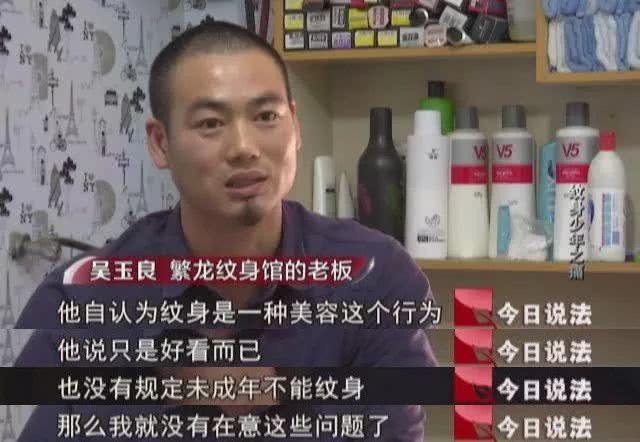 I ♥ NY
V5
V5
V5
纹身少年之痛
吴玉良 繁龙纹身馆的老板
他自认为纹身是一种美容这个行为
今日说法
他说只是好看而已
今日说法
也没有规定未成年不能纹身
今日说法
那么我就没有在意这些问题了
今日说法